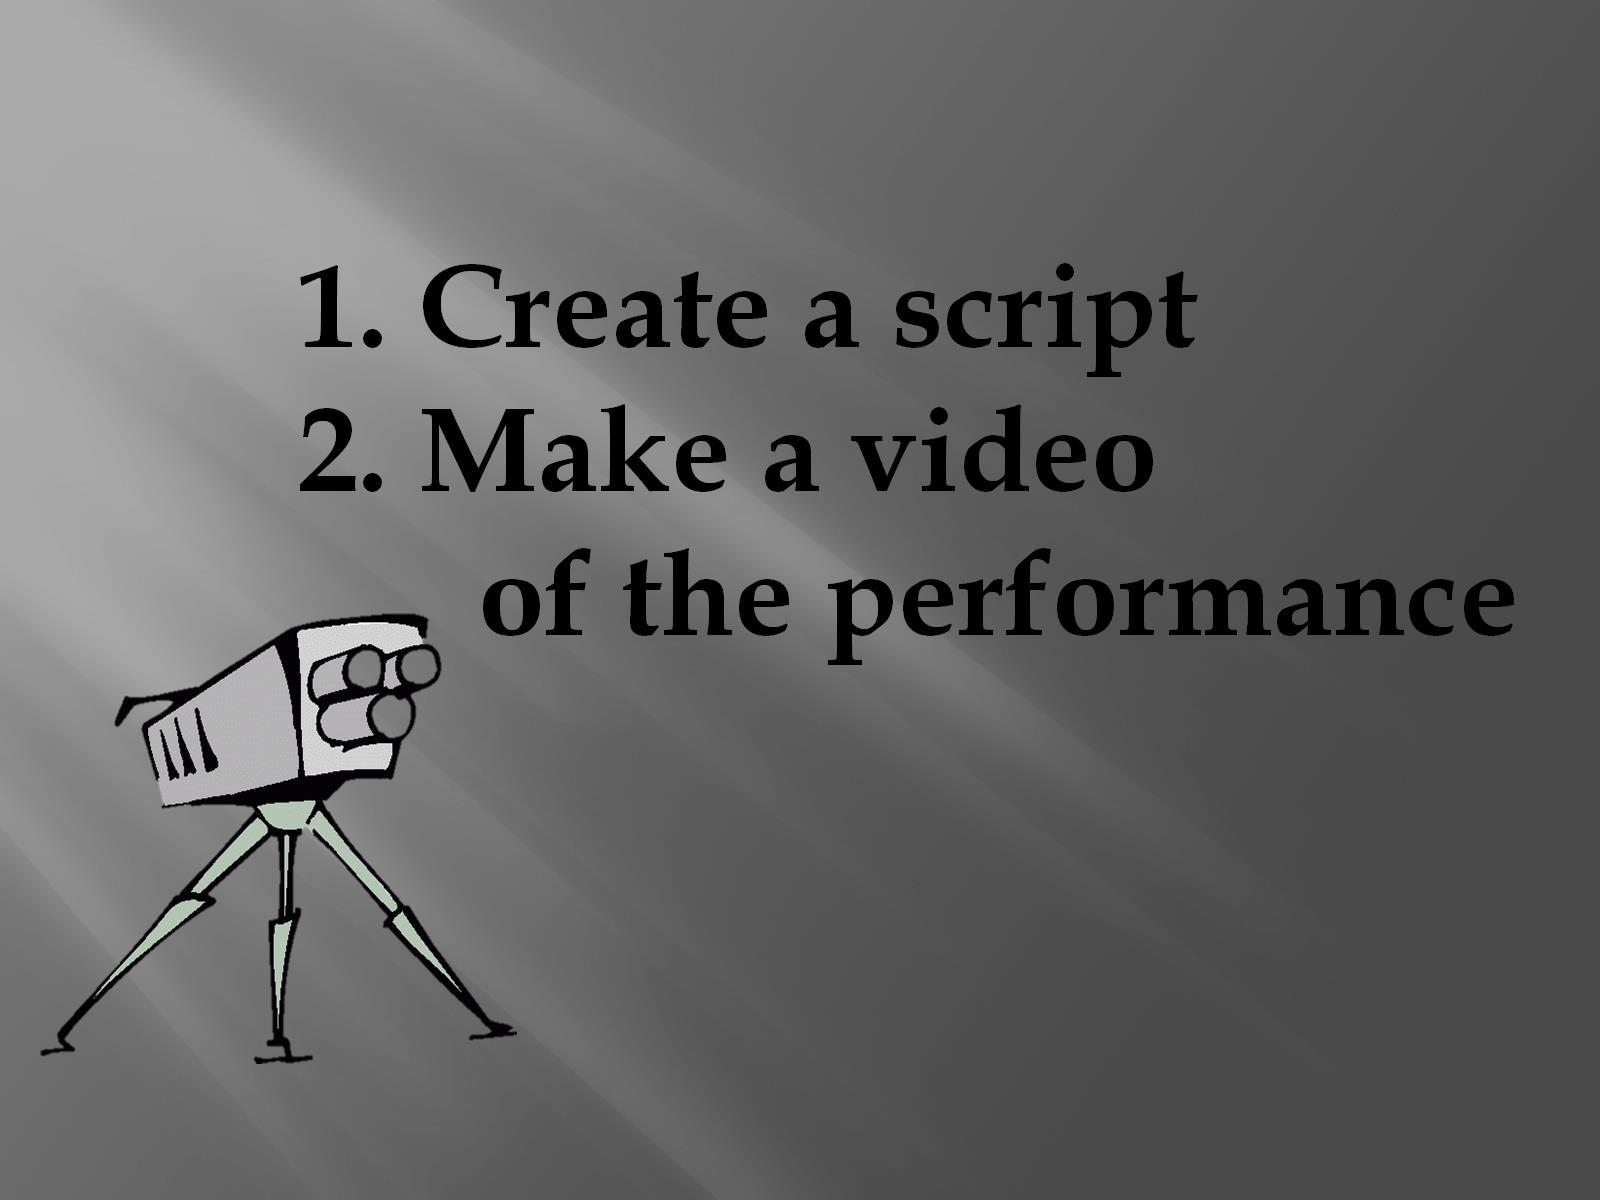 1. Create a script
2. Make a video
of the performance